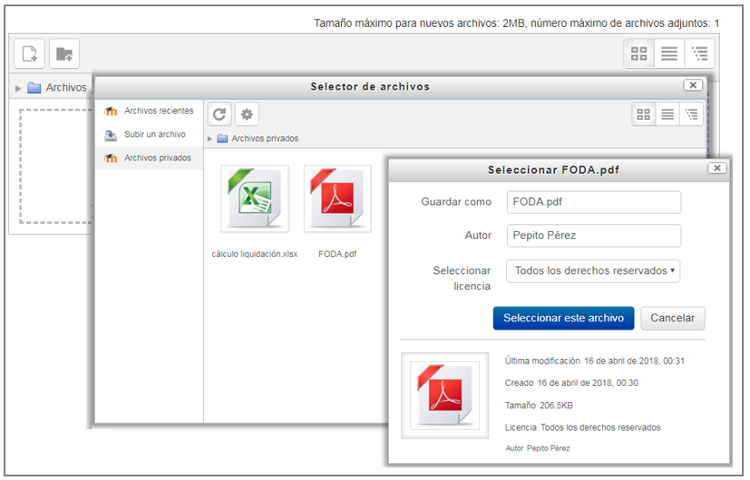 Tamaño máximo para nuevos archivos: 2MB, número máximo de archivos adjuntos: 1
Archivos
Selector de archivos
Archivos recientes
Subir un archivo
Archivos privados
Archivos privados
cálculo liquidación.xlsx
FODA.pdf
Seleccionar FODA.pdf
Guardar como
FODA.pdf
Autor
Pepito Pérez
Seleccionar
licencia
Todos los derechos reservados
Seleccionar este archivo
Cancelar
Última modificación 16 de abril de 2018, 00:31
Creado 16 de abril de 2018, 00:30
Tamaño 206.5KB
Licencia Todos los derechos reservados
Autor Pepito Pérez